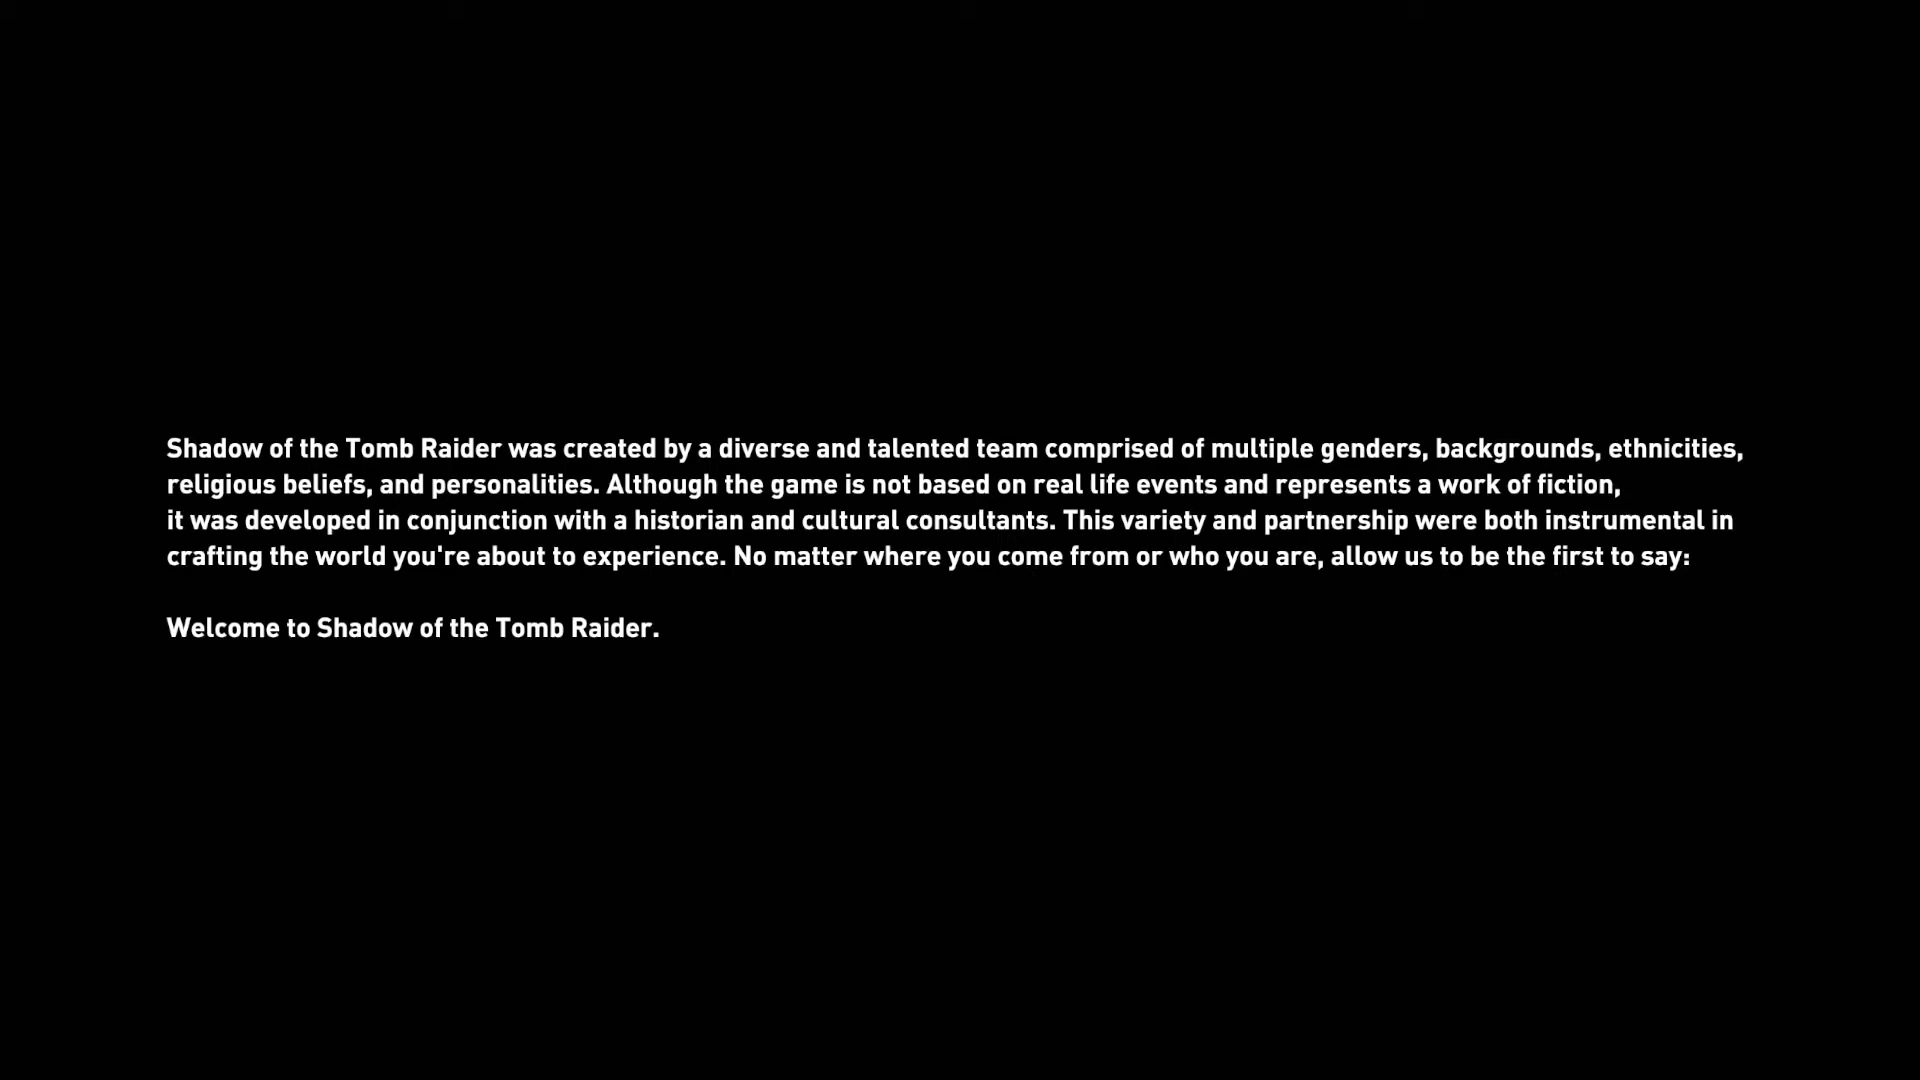 Shadow of the Tomb Raider was created by a diverse and talented team comprised of multiple genders, backgrounds, ethnicities,
religious beliefs, and personalities. Although the game is not based on real life events and represents a work of fiction,
it was developed in conjunction with a historian and cultural consultants. This variety and partnership were both instrumental in
crafting the world you're about to experience. No matter where you come from or who you are, allow us to be the first to say:
Welcome to Shadow of the Tomb Raider.